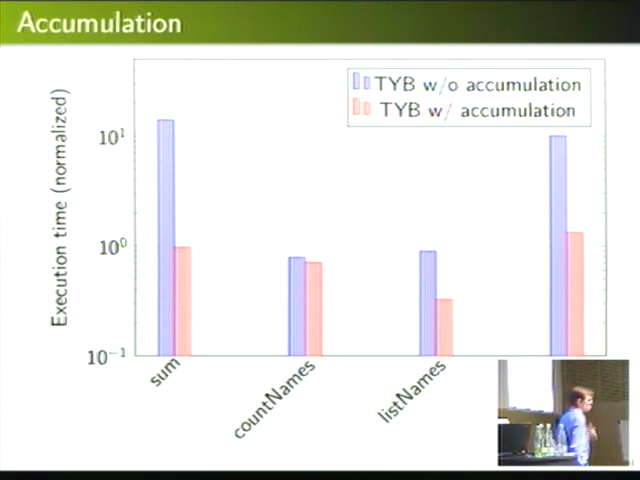 Accumulation
TYB w/o accumulation
TYB w/ accumulation
Execution time (normalized)
10¹
10⁰
10⁻¹
sum
countNames
listNames